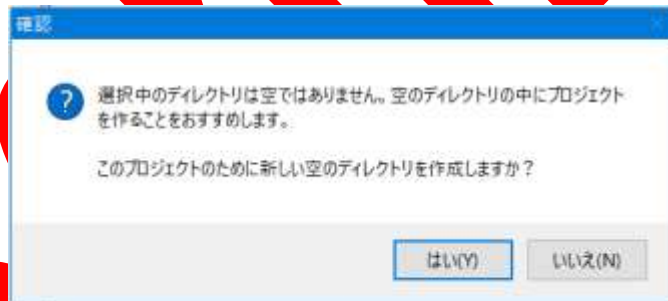 確認
選択中のディレクトリは空ではありません。空のディレクトリの中にプロジェクト
を作ることをおすすめします。
このプロジェクトのために新しい空のディレクトリを作成しますか？
はい(Y)
いいえ(N)